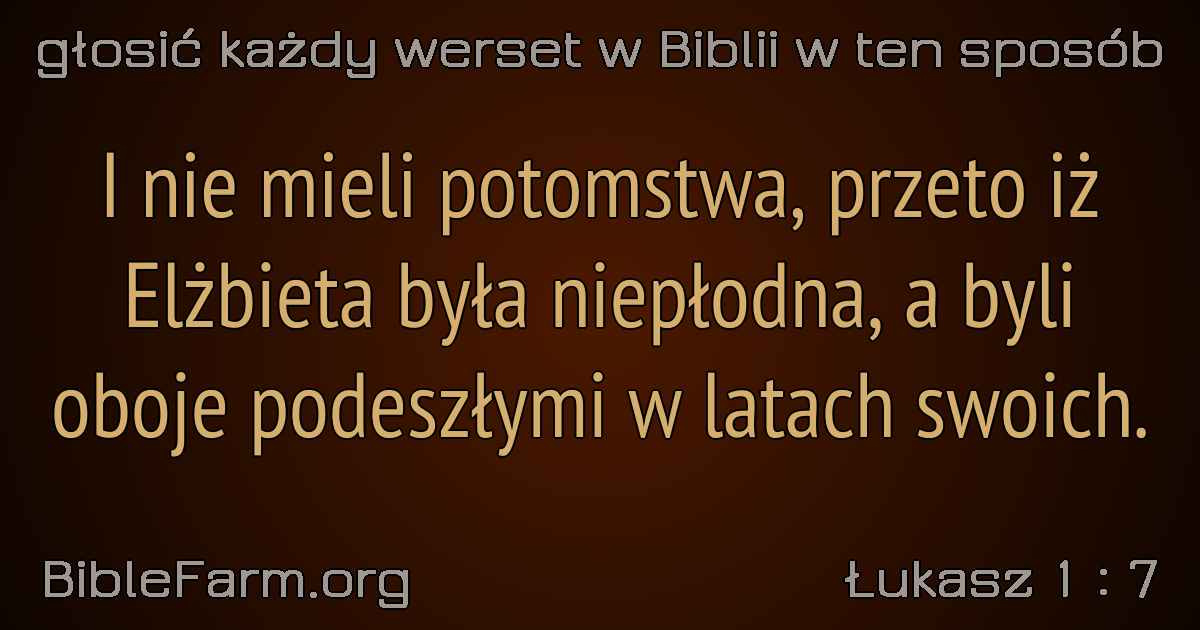 głosić każdy werset w Biblii w ten sposób
I nie mieli potomstwa, przeto iż
Elżbieta była niepłodna, a byli
oboje podeszłymi w latach swoich.
BibleFarm.org
Łukasz 1 : 7